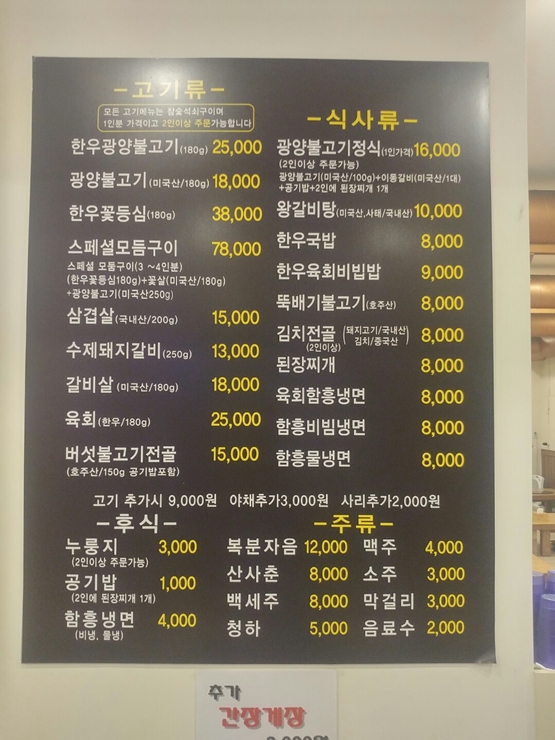 -고기류-
모든 고기메뉴는 참숯석쇠구이며
1인분 가격이고 2인이상 주문가능합니다
한우광양불고기(180g) 25,000
광양불고기(미국산/180g) 18,000
한우꽃등심(180g) 38,000
스페셜모듬구이 78,000
스페셜 모둠구이(3 ~4인분)
(한우꽃등심180g)+꽃살(미국산/180g)
+광양불고기(미국산250g)
삼겹살(국내산/200g) 15,000
수제돼지갈비(250g) 13,000
갈비살(미국산/180g) 18,000
육회(한우/180g) 25,000
버섯불고기전골 15,000
(호주산/150g 공기밥포함)
-식사류-
광양불고기정식(1인가격)16,000
(2인이상 주문가능)
광양불고기(미국산/100g)+이동갈비(미국산/1대)
+공기밥+2인에 된장찌개 1개
왕갈비탕(미국산,사태/국내산)10,000
한우국밥 8,000
한우육회비빕밥 9,000
뚝배기불고기(호주산) 8,000
김치전골 (돼지고기/국내산 김치/중국산) 8,000
(2인이상)
된장찌개 8,000
육회함흥냉면 8,000
함흥비빔냉면 8,000
함흥물냉면 8,000
고기 추가시 9,000원 야채추가3,000원 사리추가2,000원
-후식-
누룽지 3,000
(2인이상 주문가능)
공기밥 1,000
(2인에 된장찌개 1개)
함흥냉면 4,000
(비냉, 물냉)
-주류-
복분자음 12,000 맥주 4,000
산사춘 8,000 소주 3,000
백세주 8,000 막걸리 3,000
청하 5,000 음료수 2,000
추가
간장게장